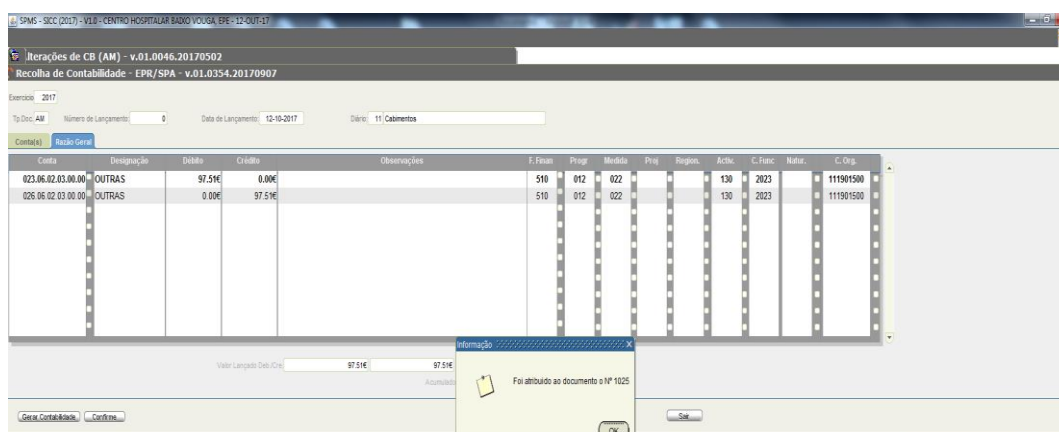 SPMS - SICC (2017) - V1.0 - CENTRO HOSPITALAR BAIXO VOUGA, EPE - 12-OUT-17
lterações de CB (AM) - v.01.0046.20170502
Recolha de Contabilidade - EPR/SPA - v.01.0354.20170907
Exercício 2017
Tp.Doc. AM Número de Lançamento: 0 Data de Lançamento: 12-10-2017 Diário: 11 Cabimentos
Conta(s) Razão Geral
Conta Designação Débito Crédito Observações F. Finan Progr Medida Proj Region. Activ. C. Func Natur. C. Org.
023.06.02.03.00.00 OUTRAS 97.51€ 0.00€ 510 012 022 130 2023 111901500
026.06.02.03.00.00 OUTRAS 0.00€ 97.51€ 510 012 022 130 2023 111901500
Informação X
Valor Lançado Deb./Cre. 97.51€ 97.51€
Acumulado
Foi atribuído ao documento o Nº 1025
Gerar Contabilidade Confirme OK Sair